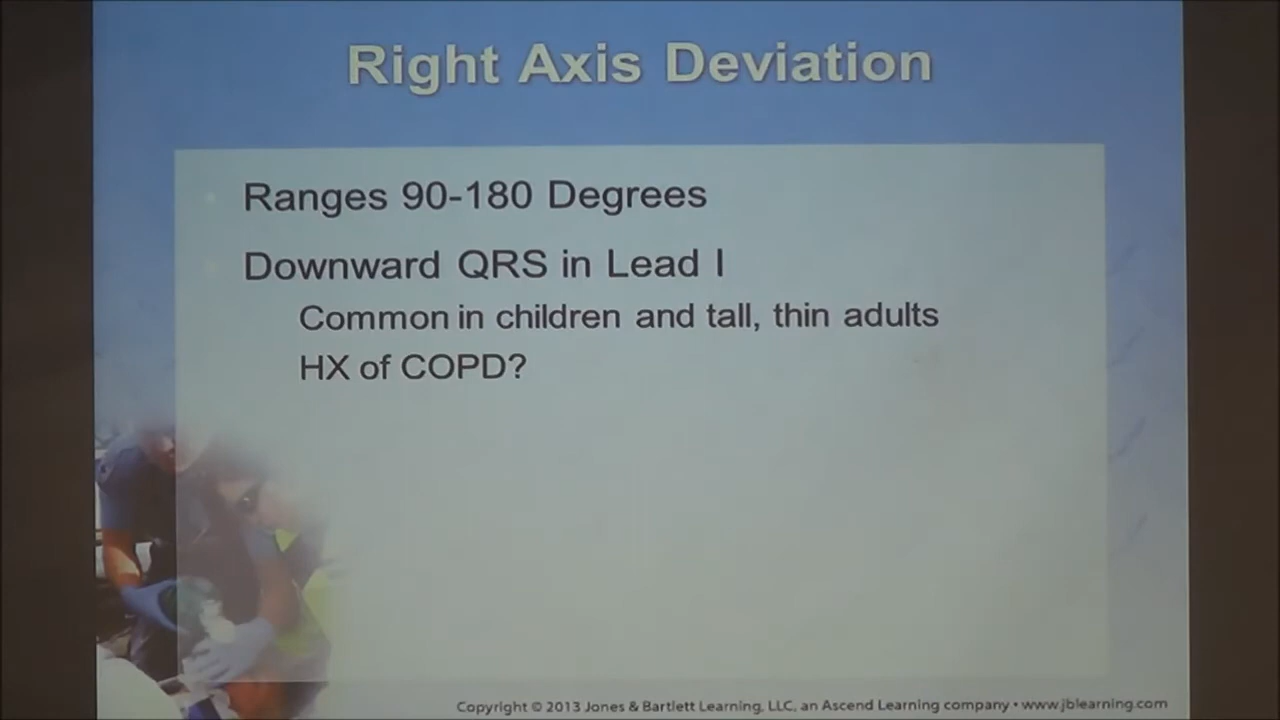 Right Axis Deviation
Ranges 90-180 Degrees
Downward QRS in Lead I
Common in children and tall, thin adults
HX of COPD?
Copyright © 2013 Jones & Bartlett Learning, LLC, an Ascend Learning company • www.jblearning.com